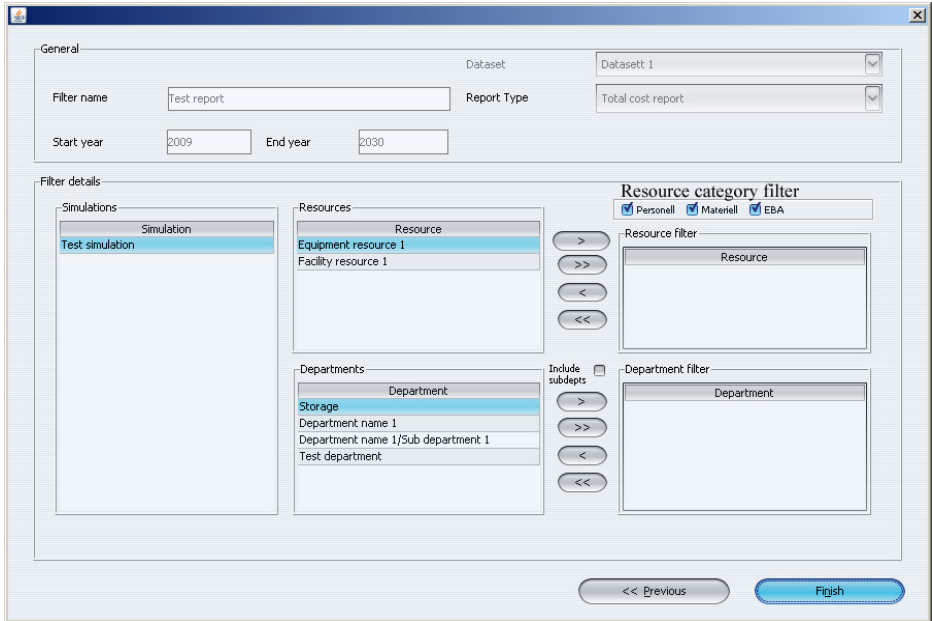 General
Dataset Datasett 1
Filter name Test report Report Type Total cost report
Start year 2009 End year 2030
Filter details
Resource category filter
Personell Materiell EBA
Simulations
Simulation
Test simulation
Resources
Resource
Equipment resource 1
Facility resource 1
>
>>
<
<<
Resource filter
Resource
Departments
Department
Storage
Department name 1
Department name 1/Sub department 1
Test department
Include
subdepts
>
>>
<
<<
Department filter
Department
<< Previous Finish